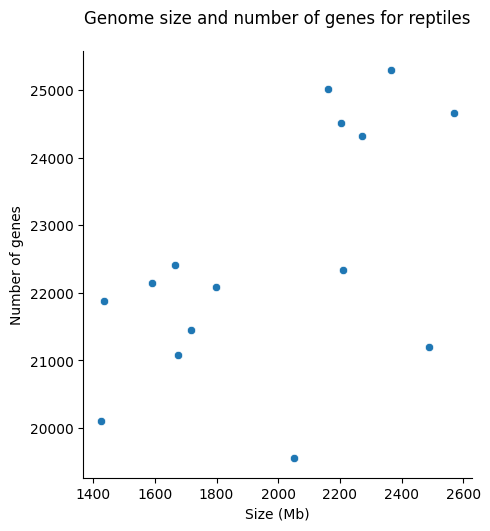 Genome size and number of genes for reptiles
25000
24000
23000
22000
21000
20000
Number of genes
1400 1600 1800 2000 2200 2400 2600
Size (Mb)